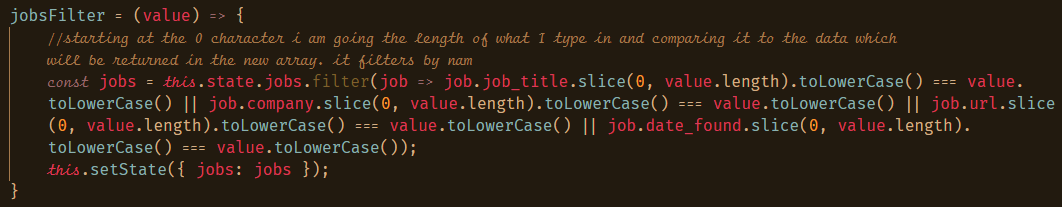 jobsFilter = (value) => {
//starting at the 0 character i am going the length of what I type in and comparing it to the data which
will be returned in the new array. it filters by nam
const jobs = this.state.jobs.filter(job => job.job_title.slice(0, value.length).toLowerCase() === value.
toLowerCase() || job.company.slice(0, value.length).toLowerCase() === value.toLowerCase() || job.url.slice
(0, value.length).toLowerCase() === value.toLowerCase() || job.date_found.slice(0, value.length).
toLowerCase() === value.toLowerCase());
this.setState({ jobs: jobs });
}